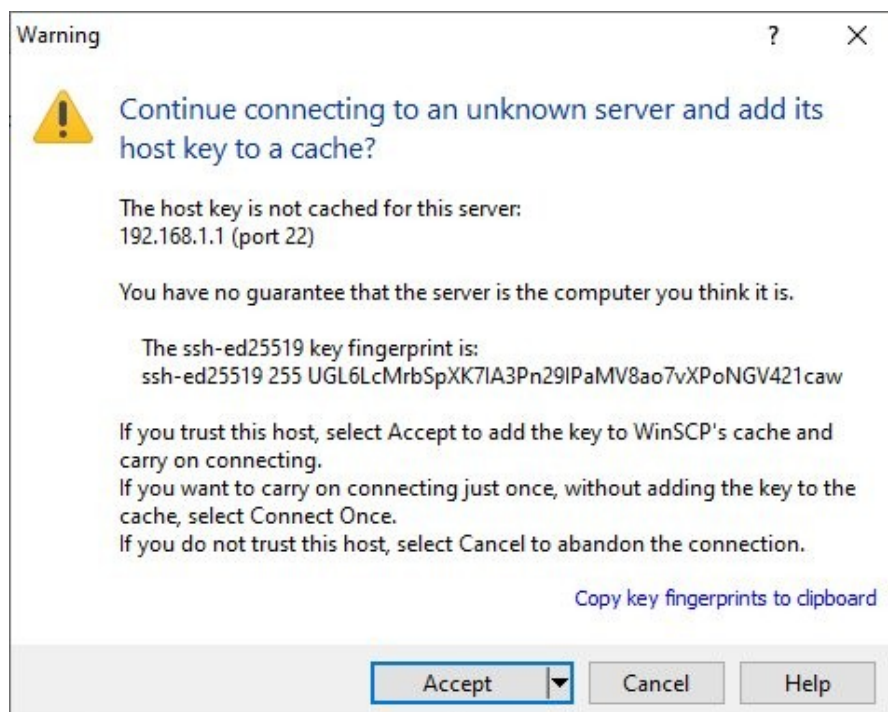 Warning
?
Continue connecting to an unknown server and add its
host key to a cache?
The host key is not cached for this server:
192.168.1.1 (port 22)
You have no guarantee that the server is the computer you think it is.
The ssh-ed25519 key fingerprint is:
ssh-ed25519 255 UGL6LcMrbSpXK7IA3Pn29IPaMV8ao7vXPoNGV421caw
If you trust this host, select Accept to add the key to WinSCP's cache and
carry on connecting.
If you want to carry on connecting just once, without adding the key to the
cache, select Connect Once.
If you do not trust this host, select Cancel to abandon the connection.
Copy key fingerprints to clipboard
Accept
Cancel
Help